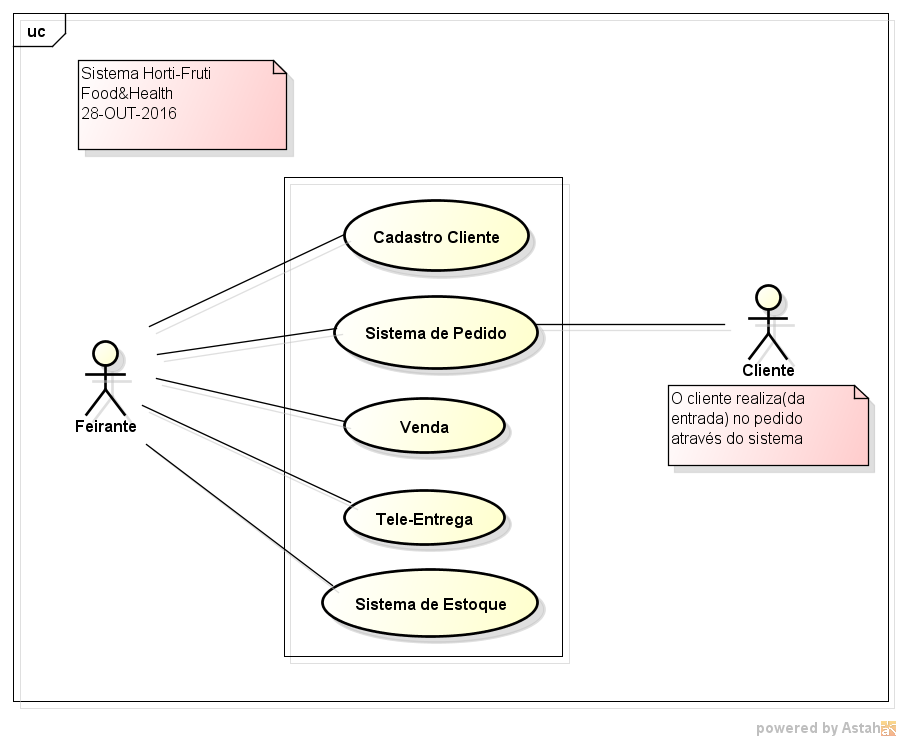 uc
Sistema Horti-Fruti
Food&Health
28-OUT-2016
Cadastro Cliente
Sistema de Pedido
Venda
Tele-Entrega
Sistema de Estoque
Feirante
Cliente
O cliente realiza(da
entrada) no pedido
através do sistema
powered by Astah